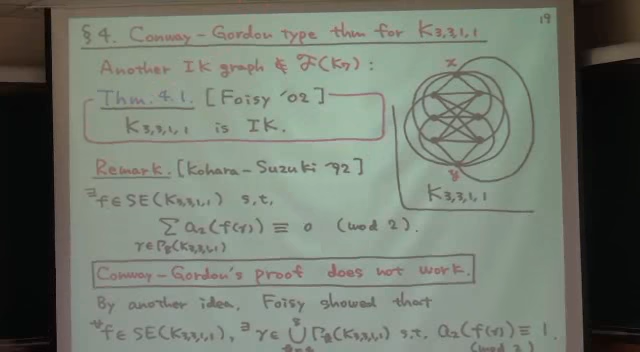 19
§4. Conway-Gordon type thm for K3,3,1,1
Another IK graph ∉ 𝓕(K7) :
Thm. 4.1. [Foisy '02]
K3,3,1,1 is IK.
x
y
K3,3,1,1
Remark. [Kohara-Suzuki '92]
∃f ∈ SE(K3,3,1,1) s.t.
∑ a2(f(γ)) ≡ 0 (mod 2).
γ∈Γ8(K3,3,1,1)
Conway-Gordon's proof does not work.
By another idea, Foisy showed that
∀f ∈ SE(K3,3,1,1), ∃γ ∈ ⋃ Γk(K3,3,1,1) s.t. a2(f(γ)) ≡ 1.
(mod 2)